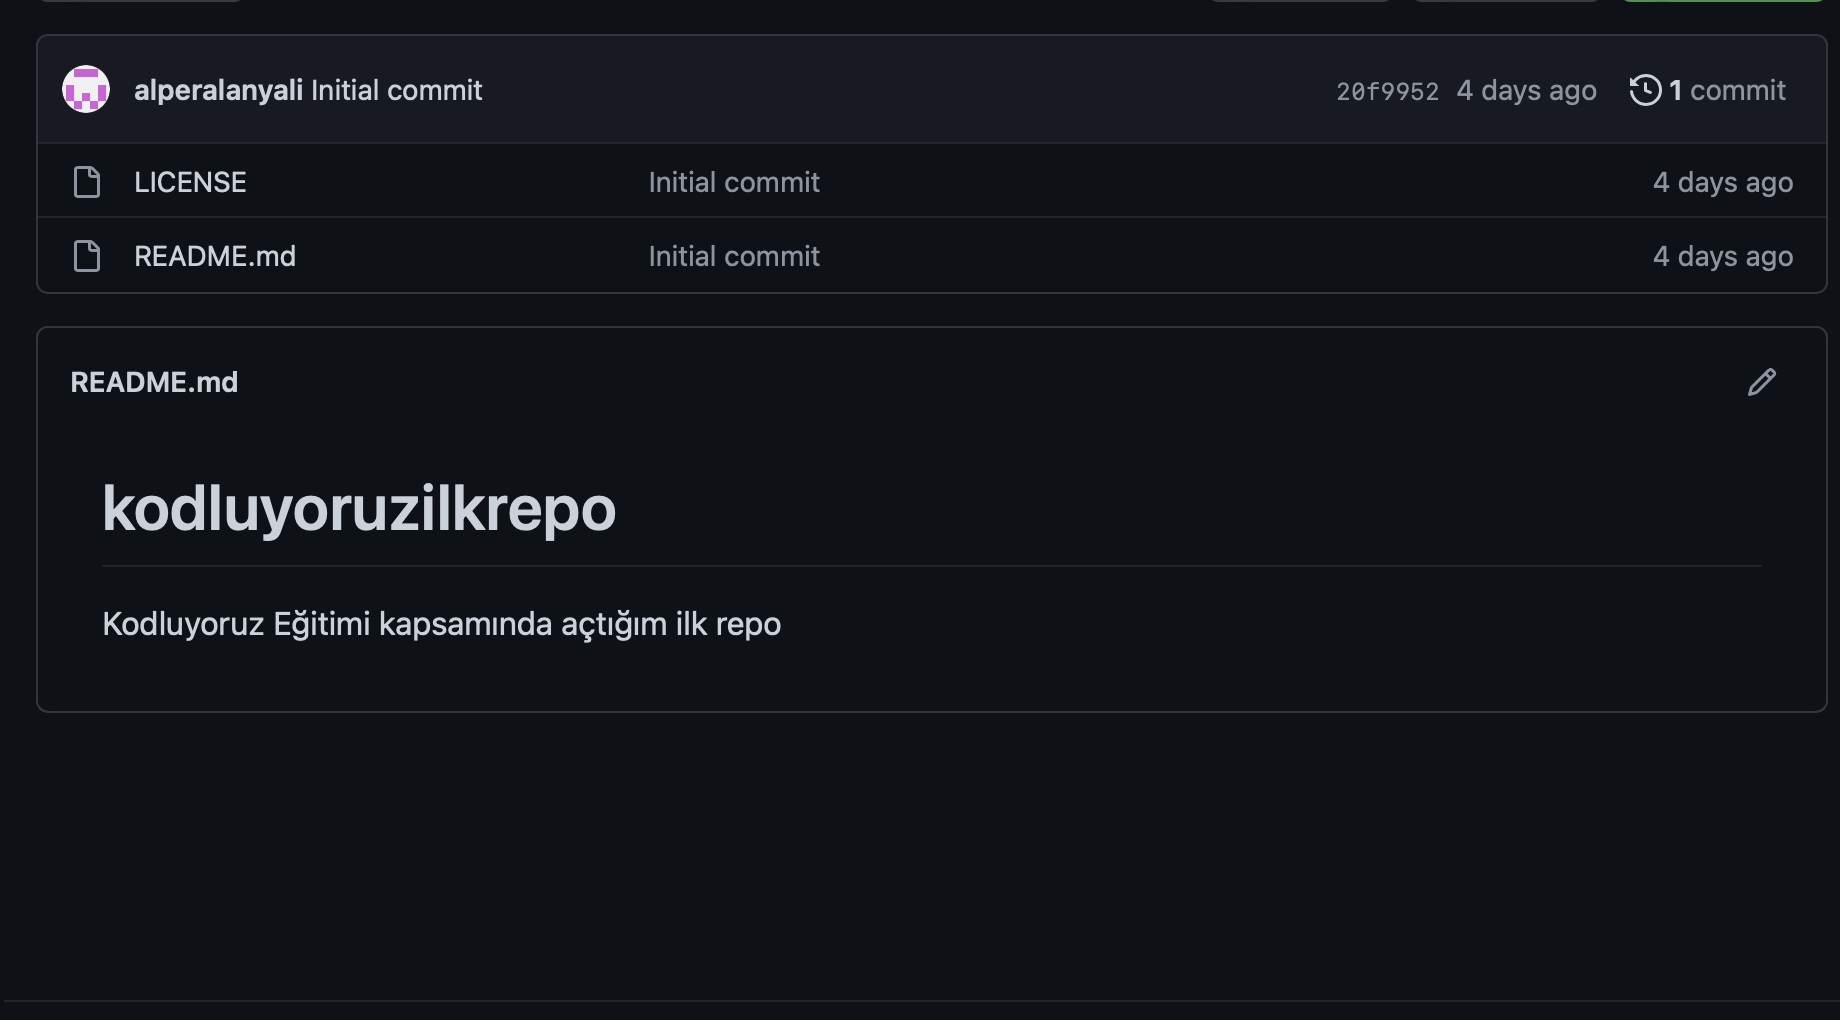 alperalanyali Initial commit 20f9952 4 days ago 1 commit
LICENSE Initial commit 4 days ago
README.md Initial commit 4 days ago
README.md
kodluyoruzilkrepo
Kodluyoruz Eğitimi kapsamında açtığım ilk repo